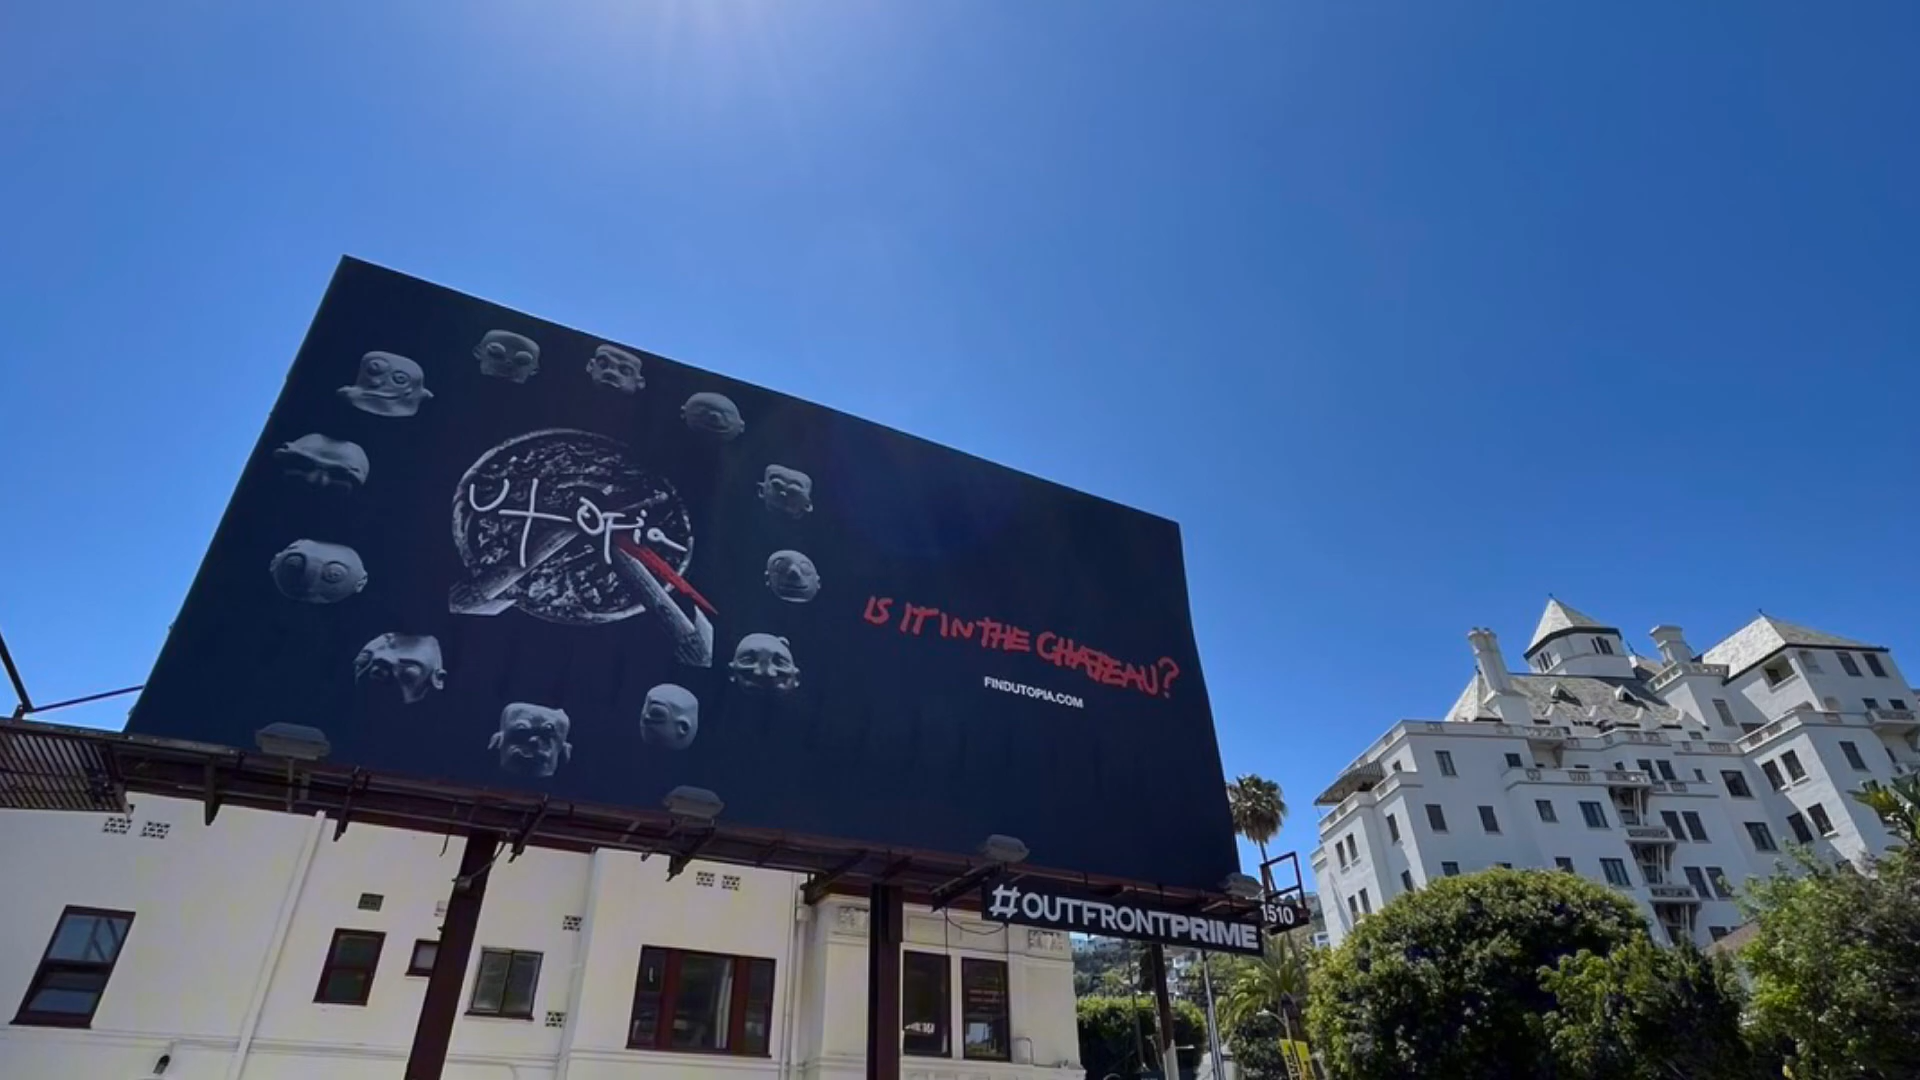 utopia
IS IT IN THE CHATEAU?
FINDUTOPIA.COM
#OUTFRONTPRIME
1510